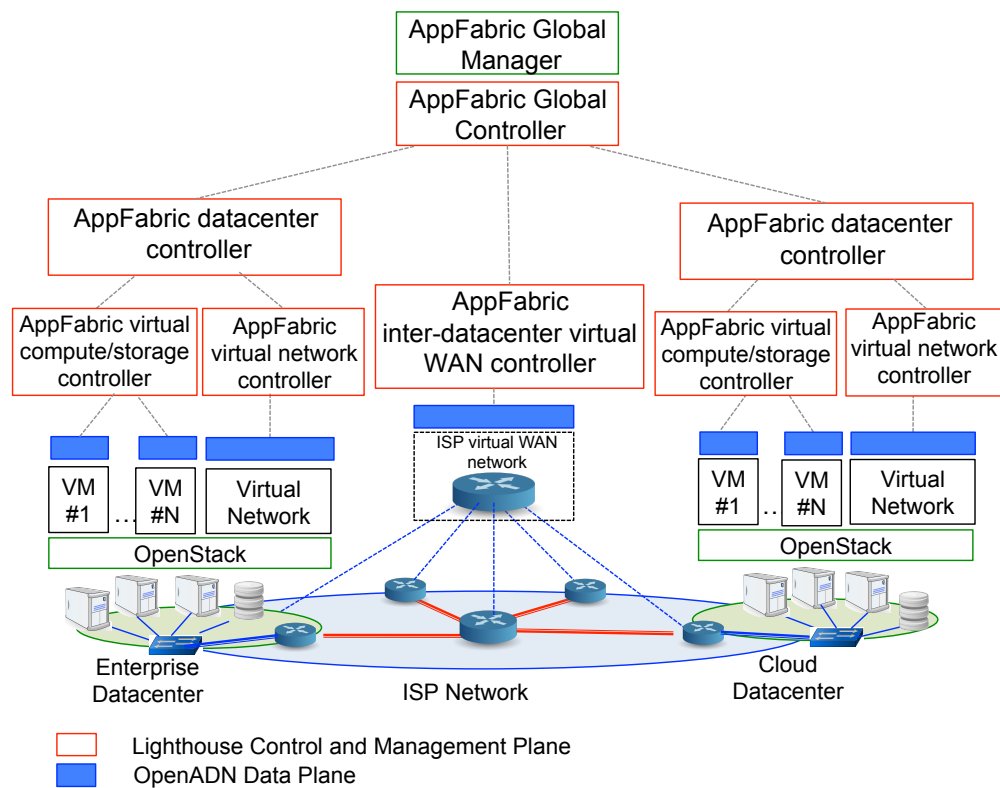 AppFabric Global
Manager
AppFabric Global
Controller
AppFabric datacenter
controller
AppFabric datacenter
controller
AppFabric virtual
compute/storage
controller
AppFabric
virtual network
controller
AppFabric
inter-datacenter virtual
WAN controller
AppFabric virtual
compute/storage
controller
AppFabric
virtual network
controller
ISP virtual WAN
network
VM
#1
...
VM
#N
Virtual
Network
VM
#1
..
VM
#N
Virtual
Network
OpenStack
OpenStack
Enterprise
Datacenter
ISP Network
Cloud
Datacenter
Lighthouse Control and Management Plane
OpenADN Data Plane